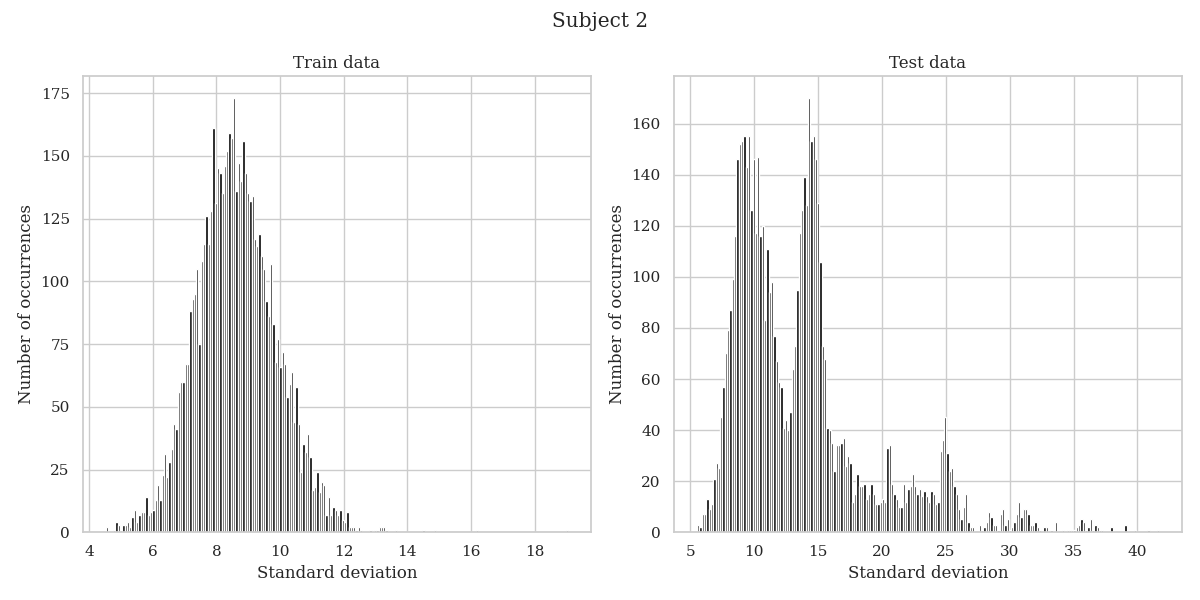 Subject 2
Train data
175
150
125
100
75
50
25
0
4 6 8 10 12 14 16 18
Number of occurrences
Standard deviation
Test data
160
140
120
100
80
60
40
20
0
5 10 15 20 25 30 35 40
Number of occurrences
Standard deviation